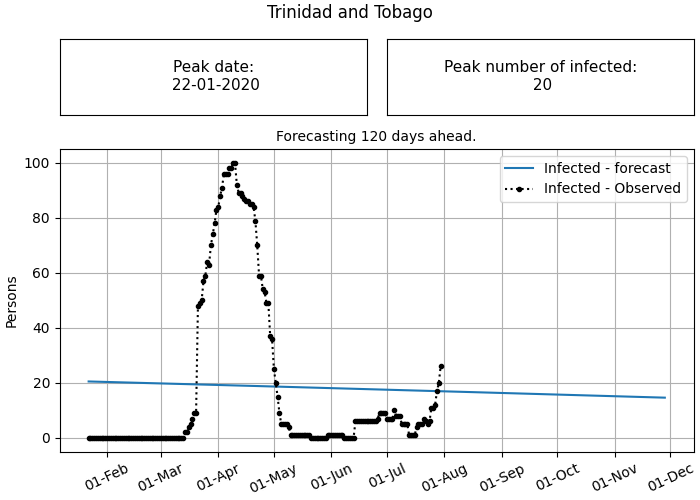 Trinidad and Tobago
Peak date:
22-01-2020
Peak number of infected:
20
Forecasting 120 days ahead.
Infected - forecast
Infected - Observed
Persons
100
80
60
40
20
0
01-Feb
01-Mar
01-Apr
01-May
01-Jun
01-Jul
01-Aug
01-Sep
01-Oct
01-Nov
01-Dec